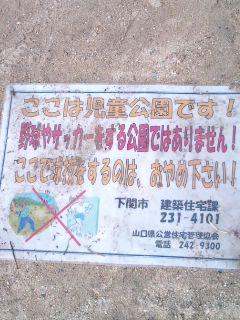 ここは児童公園です!
野球やサッカーをする公園ではありません!
ここで球技をするのは、おやめ下さい!
下関市 建築住宅課
231-4101
山口県公営住宅管理協会
電話 242-9300